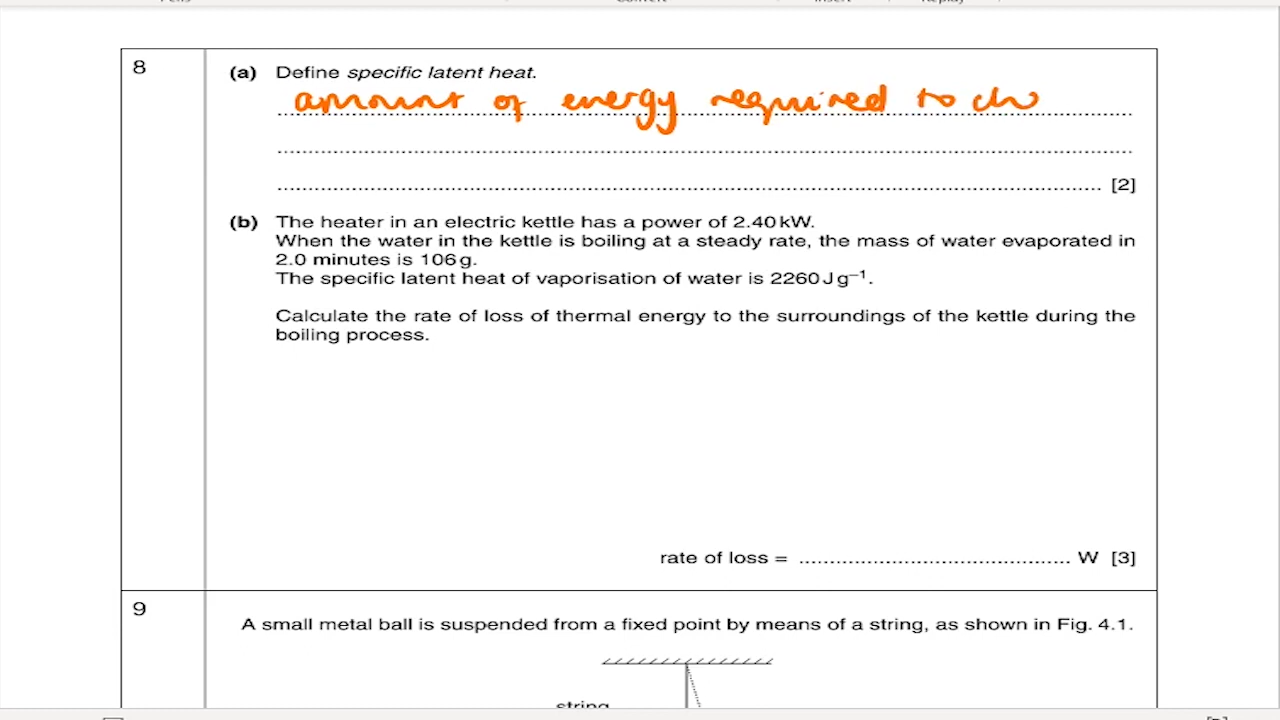 8
(a) Define specific latent heat.
amount of energy required to cho
[2]
(b) The heater in an electric kettle has a power of 2.40 kW.
When the water in the kettle is boiling at a steady rate, the mass of water evaporated in
2.0 minutes is 106 g.
The specific latent heat of vaporisation of water is 2260 J g⁻¹.
Calculate the rate of loss of thermal energy to the surroundings of the kettle during the
boiling process.
rate of loss = ........................................... W [3]
9
A small metal ball is suspended from a fixed point by means of a string, as shown in Fig. 4.1.
string